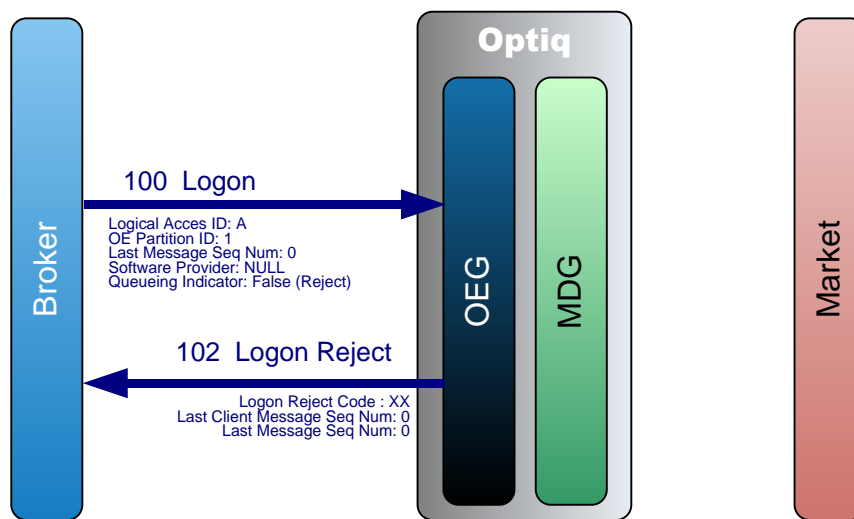 Optiq
Broker
100 Logon
Logical Acces ID: A
OE Partition ID: 1
Last Message Seq Num: 0
Software Provider: NULL
Queueing Indicator: False (Reject)
102 Logon Reject
Logon Reject Code : XX
Last Client Message Seq Num: 0
Last Message Seq Num: 0
OEG
MDG
Market